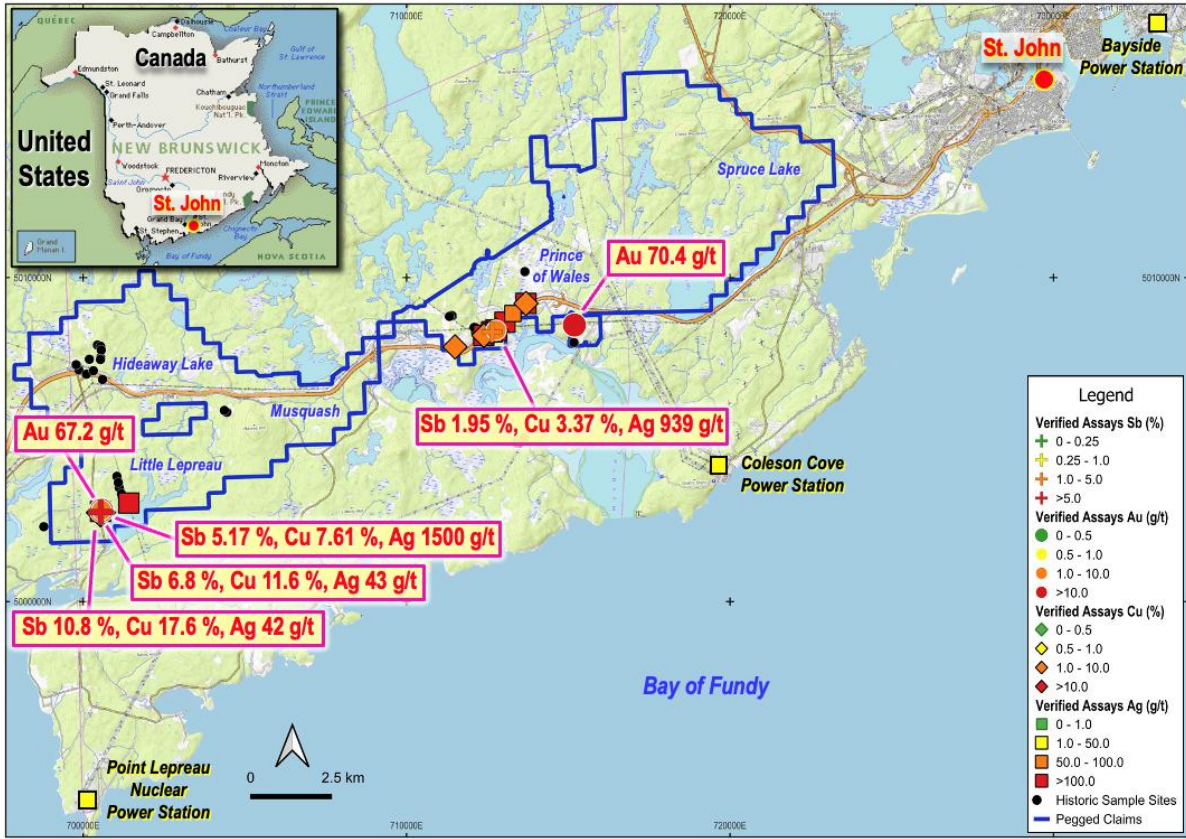 QUÉBEC
Dalhousie
Campbellton
Chaleur Bay
Canada
Bathurst
Gulf of
St. Lawrence
Edmundston
St. Leonard
Grand Falls
Chatham
Kouchibouguac
Nat'l. Pk.
Northumberland
Strait
PRINCE
EDWARD
ISLAND
Perth-Andover
United
States
NEW BRUNSWICK
Woodstock
FREDERICTON
Moncton
Riverview
Saint John
Oromocto
St. John
Grand Bay
St. Stephen
Chignecto
Bay
Grand
Manan I.
Bay of Fundy
NOVA SCOTIA
710000E
720000E
St. John
Bayside
Power Station
Spruce Lake
Prince
of Wales
Au 70.4 g/t
5010000N
5010000N
Hideaway Lake
Musquash
Sb 1.95 %, Cu 3.37 %, Ag 939 g/t
Au 67.2 g/t
Little Lepreau
Coleson Cove
Power Station
Sb 5.17 %, Cu 7.61 %, Ag 1500 g/t
Sb 6.8 %, Cu 11.6 %, Ag 43 g/t
5000000N
Sb 10.8 %, Cu 17.6 %, Ag 42 g/t
Bay of Fundy
Point Lepreau
Nuclear
Power Station
0 2.5 km
700000E
710000E
720000E
Legend
Verified Assays Sb (%)
0 - 0.25
0.25 - 1.0
1.0 - 5.0
>5.0
Verified Assays Au (g/t)
0 - 0.5
0.5 - 1.0
1.0 - 10.0
>10.0
Verified Assays Cu (%)
0 - 0.5
0.5 - 1.0
1.0 - 10.0
>10.0
Verified Assays Ag (g/t)
0 - 1.0
1.0 - 50.0
50.0 - 100.0
>100.0
Historic Sample Sites
Pegged Claims